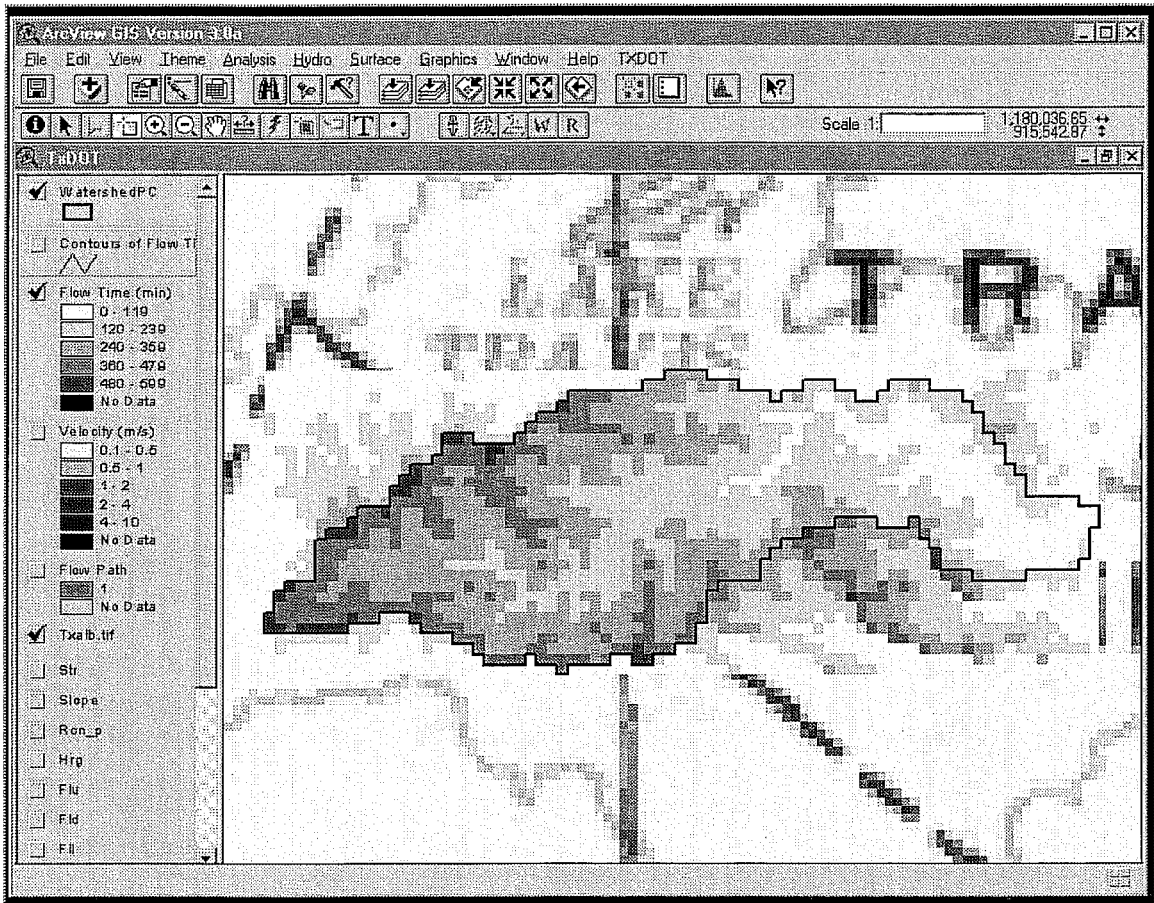 ArcView GIS Version 3.0a
File Edit View Theme Analysis Hydro Surface Graphics Window Help TXDOT
Scale 1: 1,180,036.65
915,542.87
TxDOT
WatershedPC
Contours of Flow TI
Flow Time (min)
0 - 119
120 - 239
240 - 359
360 - 479
480 - 599
No Data
Velocity (m/s)
0.1 - 0.5
0.5 - 1
1 - 2
2 - 4
4 - 10
No Data
Flow Path
1
No Data
Txalb.tif
Str
Slope
Ron_p
Hrg
Flu
Fld
Fil
T R A